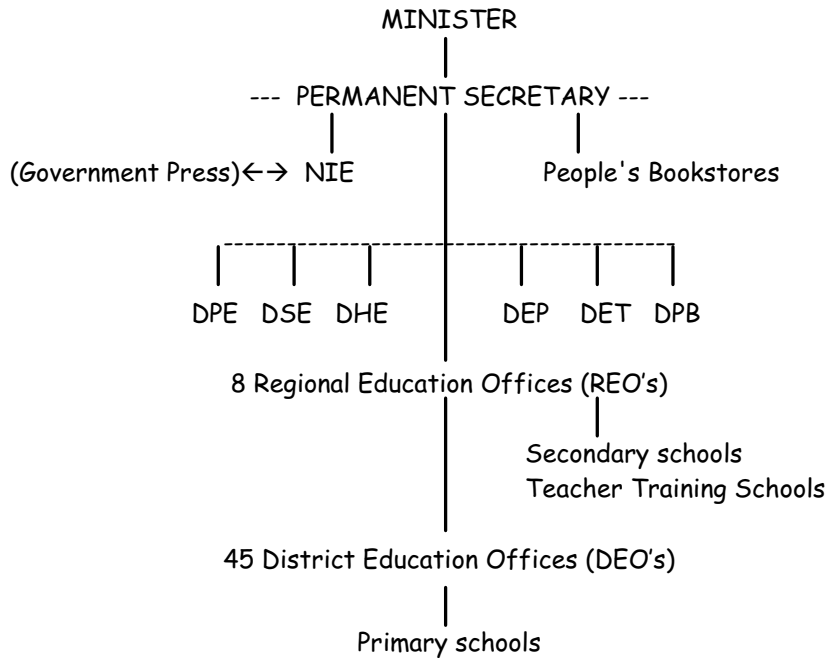 MINISTER
--- PERMANENT SECRETARY ---
(Government Press)←→ NIE People's Bookstores
DPE DSE DHE DEP DET DPB
8 Regional Education Offices (REO's)
Secondary schools
Teacher Training Schools
45 District Education Offices (DEO's)
Primary schools